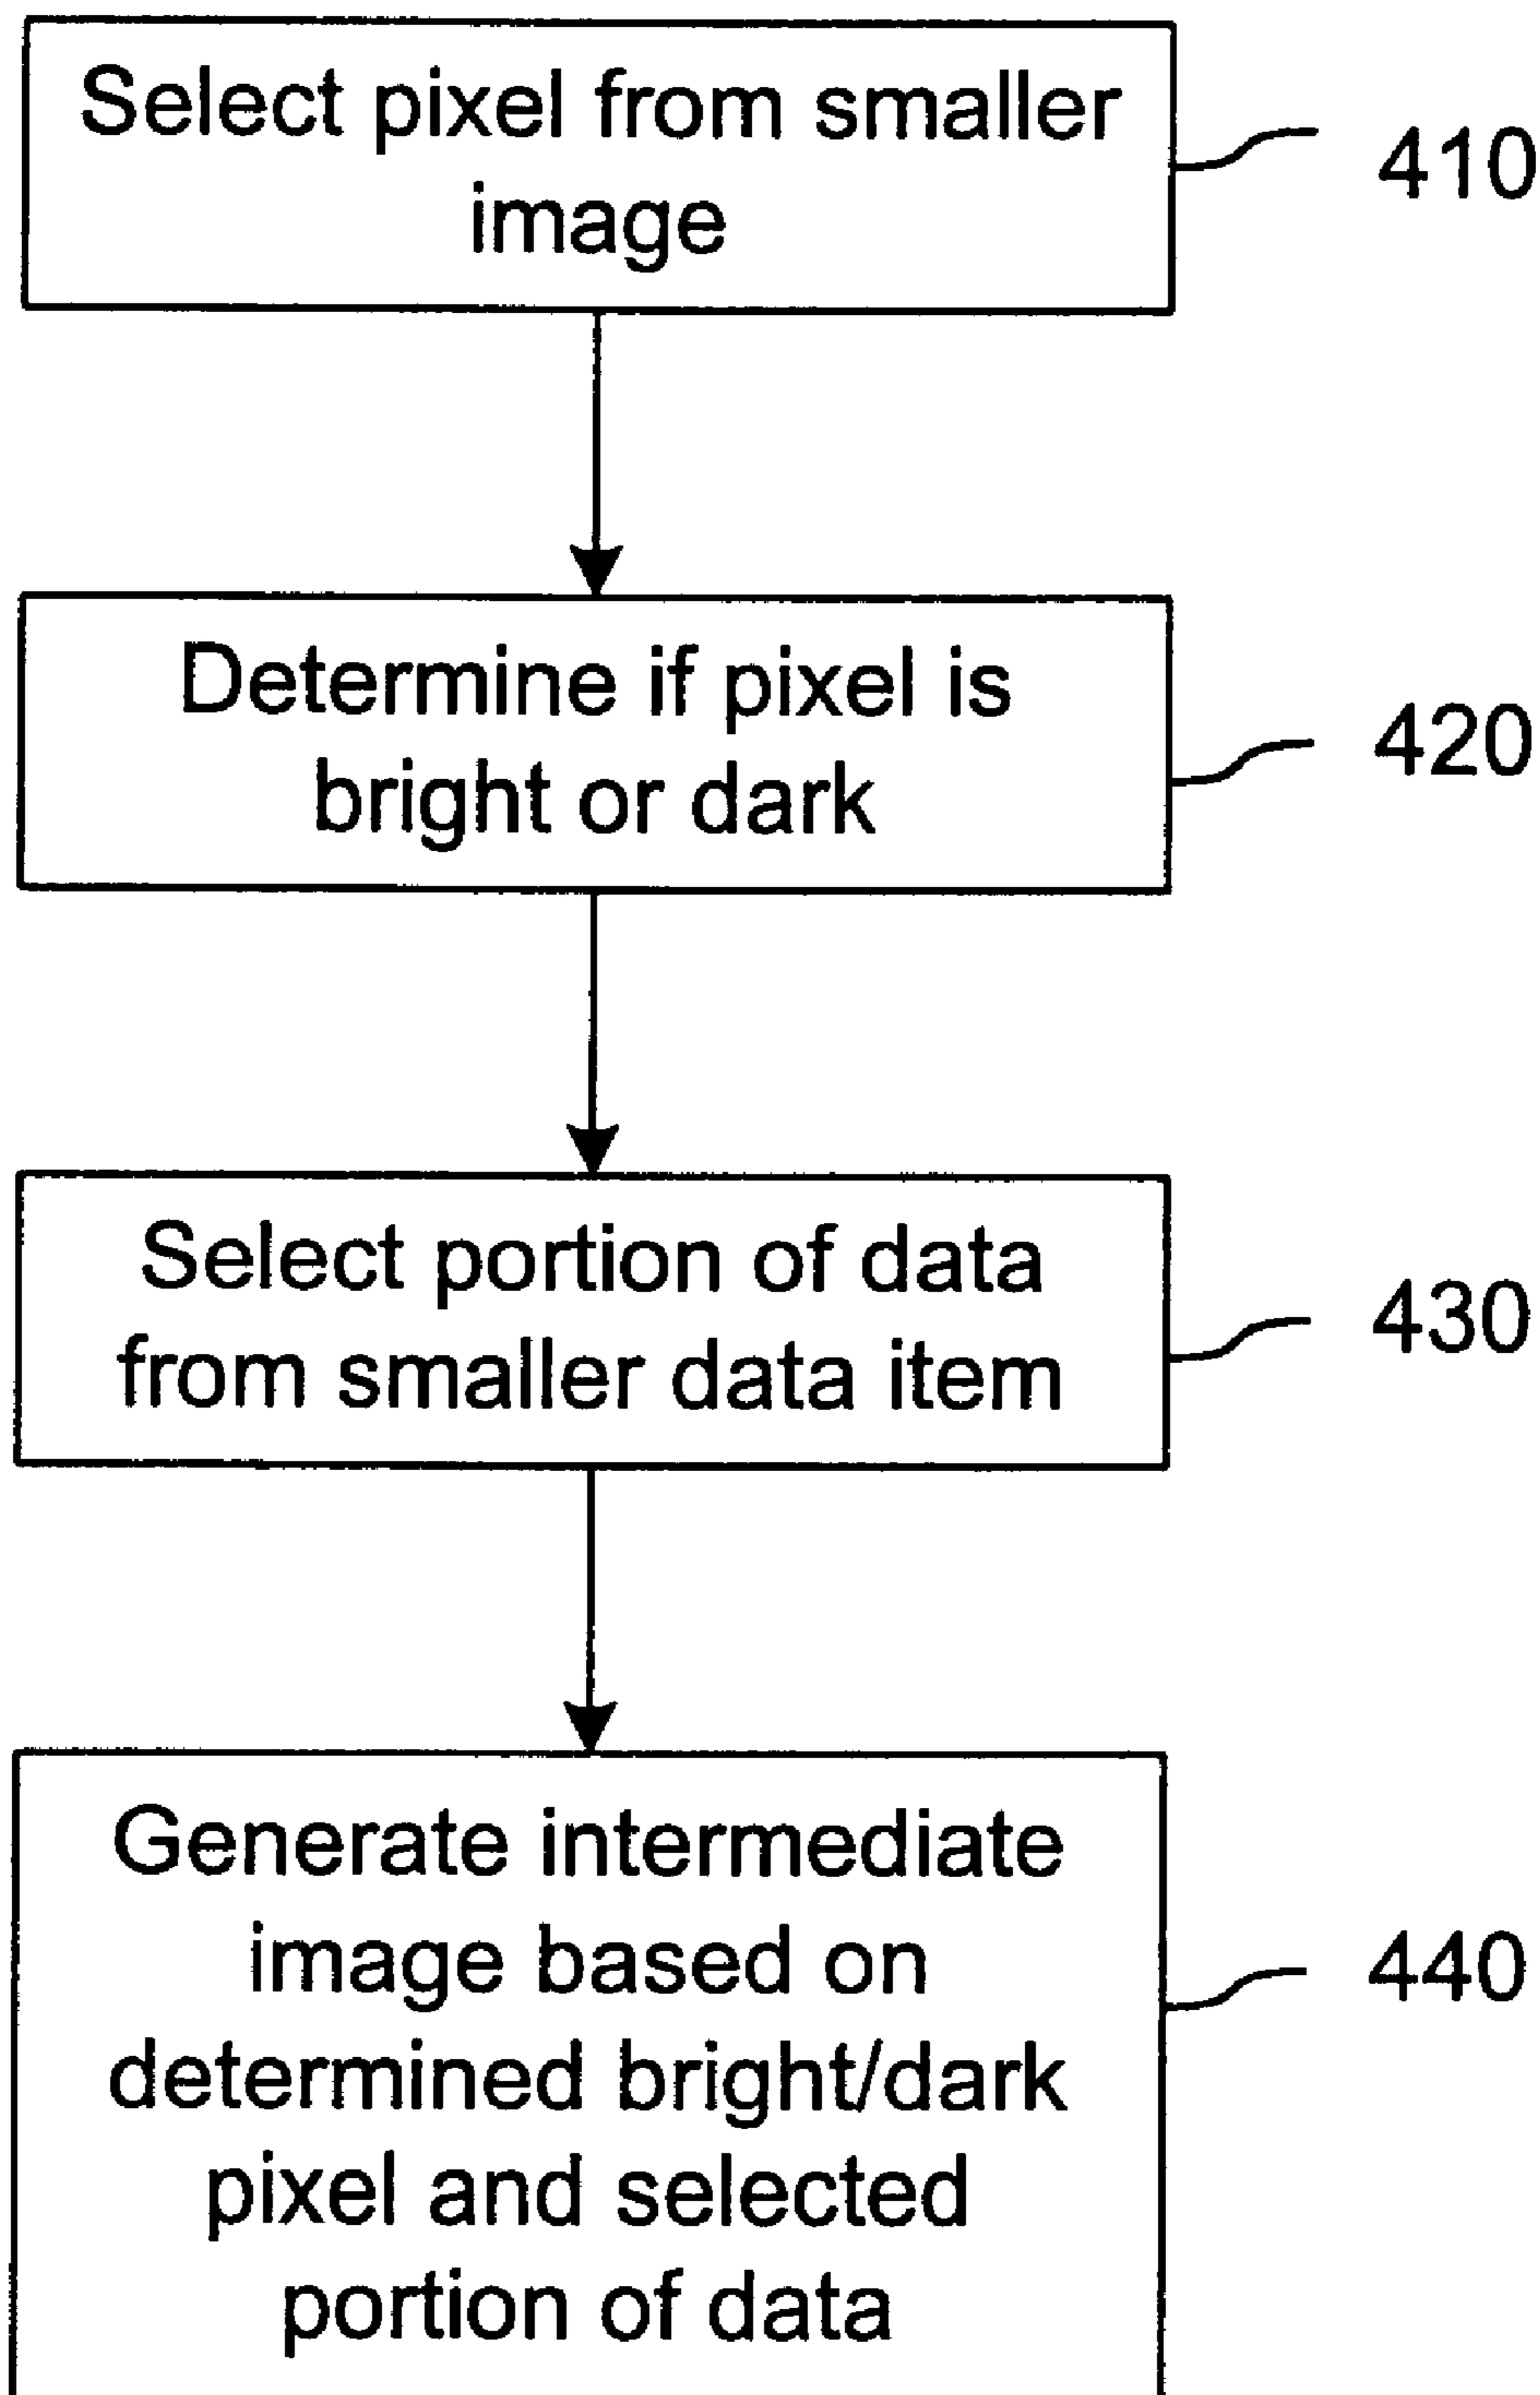 Select pixel from smaller
image
410
Determine if pixel is
bright or dark
420
Select portion of data
from smaller data item
430
Generate intermediate
image based on
determined bright/dark
pixel and selected
portion of data
440